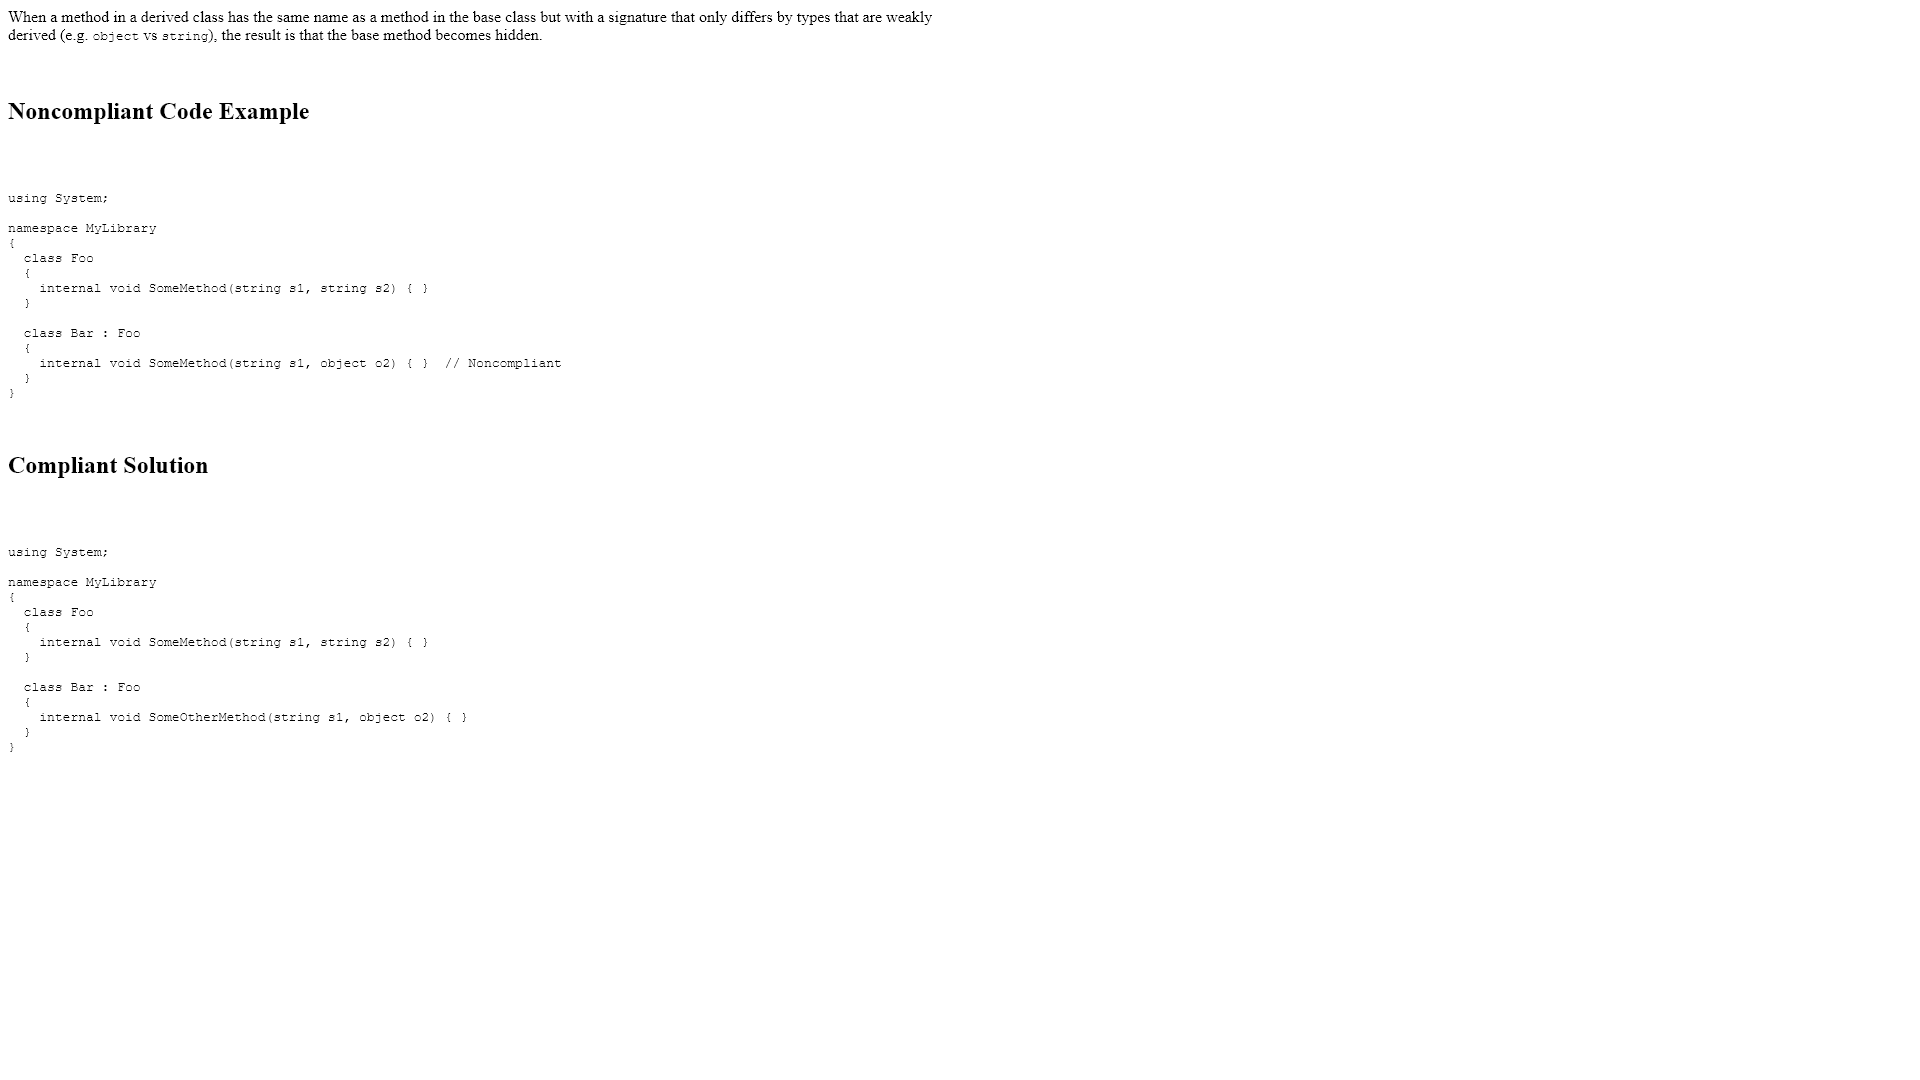 When a method in a derived class has the same name as a method in the base class but with a signature that only differs by types that are weakly
derived (e.g. object vs string), the result is that the base method becomes hidden.
Noncompliant Code Example
using System;
namespace MyLibrary
{
  class Foo
  {
    internal void SomeMethod(string s1, string s2) { }
  }
  class Bar : Foo
  {
    internal void SomeMethod(string s1, object o2) { }  // Noncompliant
  }
}
Compliant Solution
using System;
namespace MyLibrary
{
  class Foo
  {
    internal void SomeMethod(string s1, string s2) { }
  }
  class Bar : Foo
  {
    internal void SomeOtherMethod(string s1, object o2) { }
  }
}